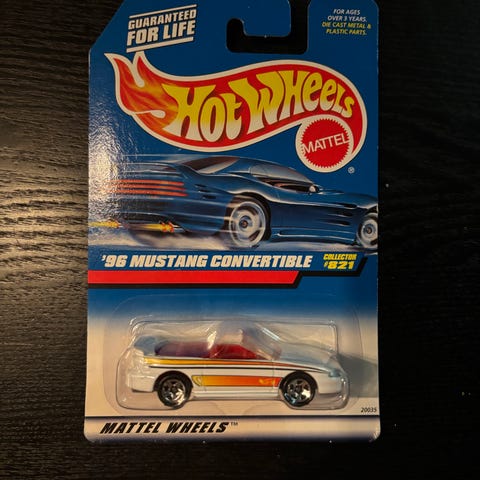 GUARANTEED
FOR LIFE
FOR AGES
OVER 3 YEARS.
DIE CAST METAL &
PLASTIC PARTS.
HOT WHEELS
MATTEL
®
'96 MUSTANG CONVERTIBLE
COLLECTOR
#821
20035
MATTEL WHEELS™